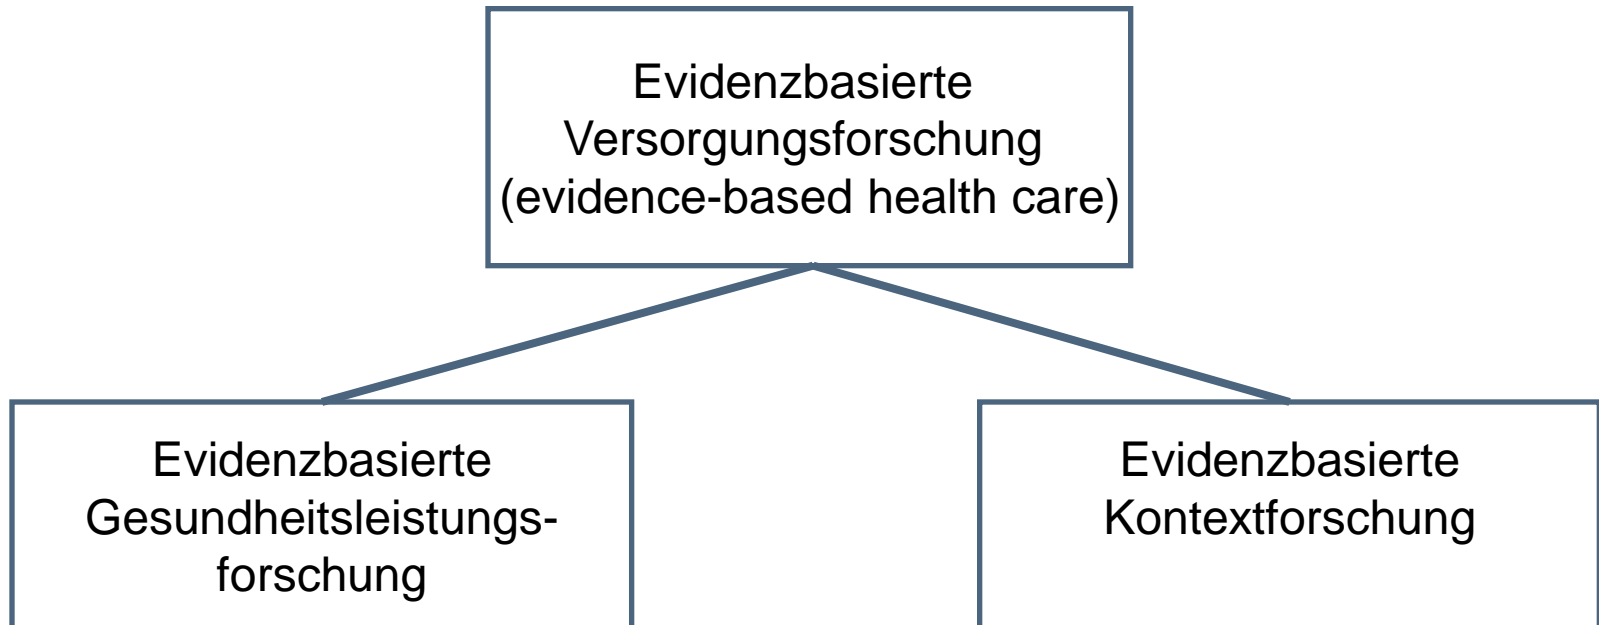 Evidenzbasierte
Versorgungsforschung
(evidence-based health care)
Evidenzbasierte
Gesundheitsleistungs-
forschung
Evidenzbasierte
Kontextforschung